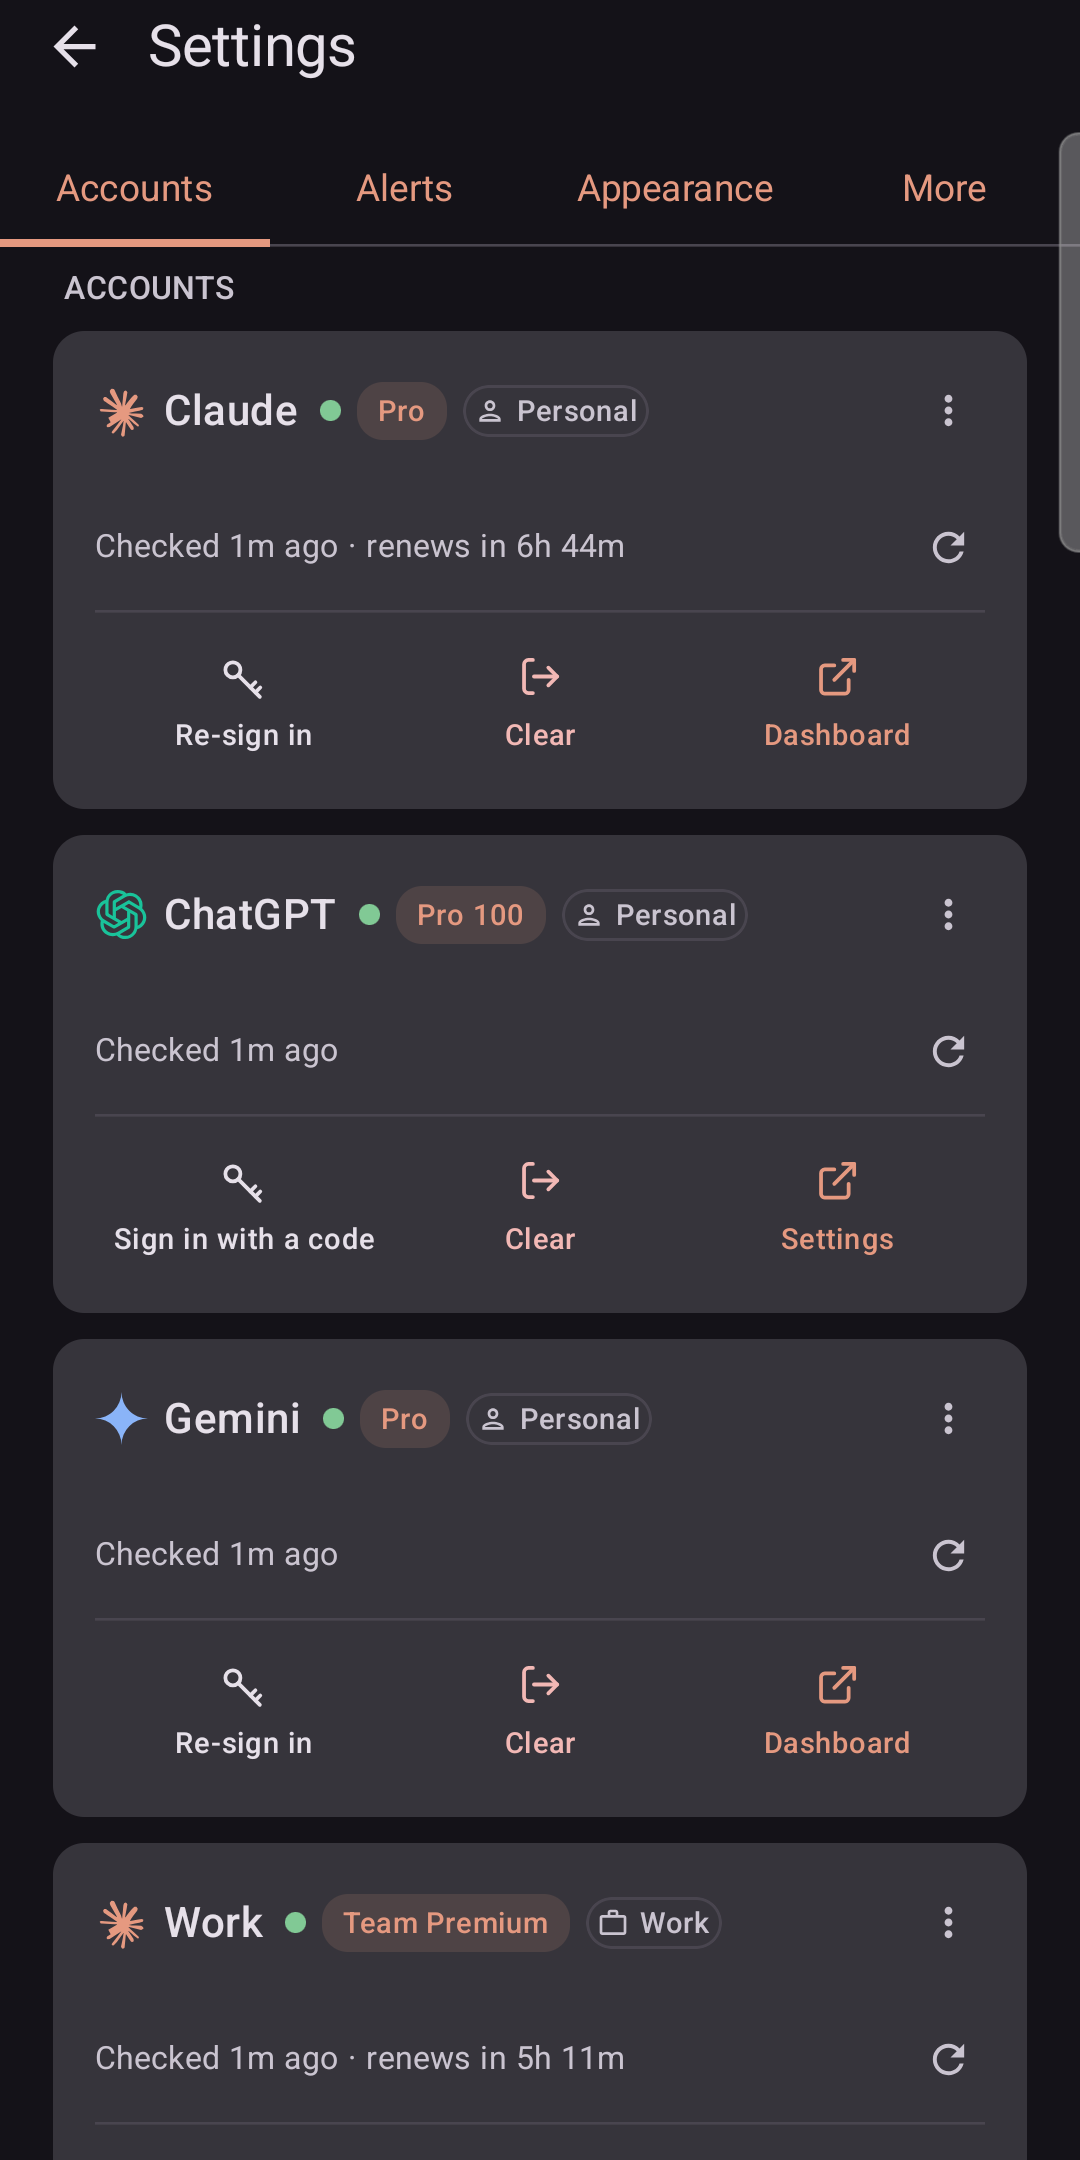 Settings
Accounts Alerts Appearance More
ACCOUNTS
Claude Pro Personal
Checked 1m ago · renews in 6h 44m
Re-sign in Clear Dashboard
ChatGPT Pro 100 Personal
Checked 1m ago
Sign in with a code Clear Settings
Gemini Pro Personal
Checked 1m ago
Re-sign in Clear Dashboard
Work Team Premium Work
Checked 1m ago · renews in 5h 11m